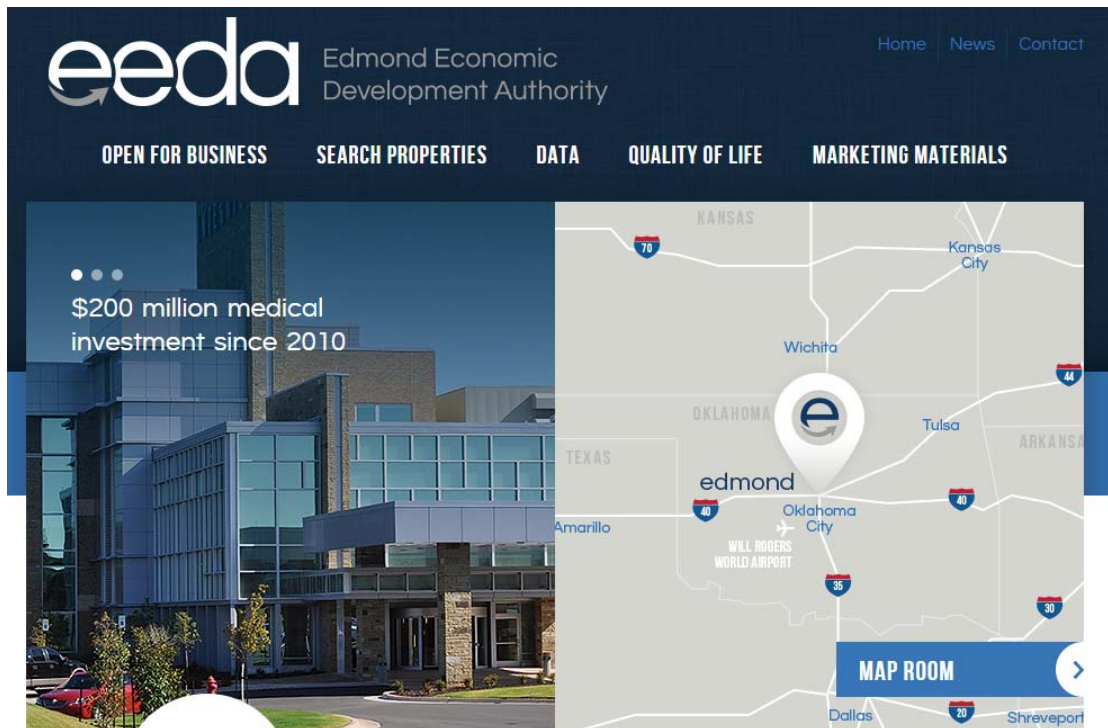 eeda
Edmond Economic
Development Authority
Home
News
Contact
OPEN FOR BUSINESS
SEARCH PROPERTIES
DATA
QUALITY OF LIFE
MARKETING MATERIALS
$200 million medical
investment since 2010
KANSAS
70
Kansas
City
Wichita
44
OKLAHOMA
e
Tulsa
ARKANSA
TEXAS
edmond
40
40
Oklahoma
City
Amarillo
WILL ROGERS
WORLD AIRPORT
35
30
MAP ROOM
Dallas
20
Shreveport